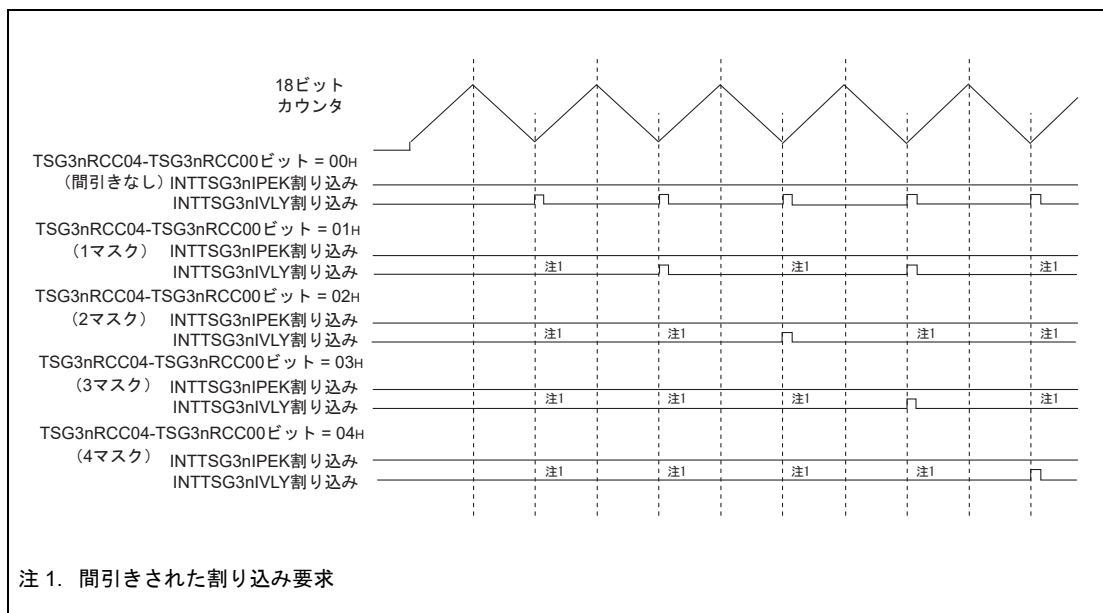 18ビット
カウンタ
TSG3nRCC04-TSG3nRCC00ビット = 00H
（間引きなし）INTTSG3nIPEK割り込み
INTTSG3nIVLY割り込み
TSG3nRCC04-TSG3nRCC00ビット = 01H
（1マスク） INTTSG3nIPEK割り込み
INTTSG3nIVLY割り込み 注1 注1 注1
TSG3nRCC04-TSG3nRCC00ビット = 02H
（2マスク） INTTSG3nIPEK割り込み
INTTSG3nIVLY割り込み 注1 注1 注1 注1
TSG3nRCC04-TSG3nRCC00ビット = 03H
（3マスク） INTTSG3nIPEK割り込み
INTTSG3nIVLY割り込み 注1 注1 注1 注1
TSG3nRCC04-TSG3nRCC00ビット = 04H
（4マスク） INTTSG3nIPEK割り込み
INTTSG3nIVLY割り込み 注1 注1 注1 注1
注 1. 間引きされた割り込み要求